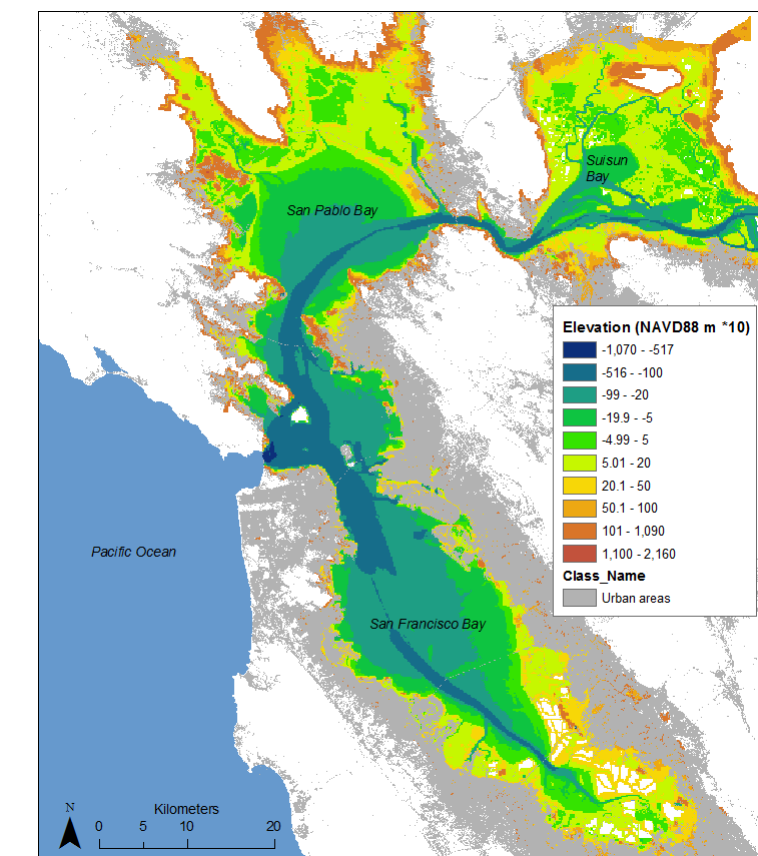 San Pablo Bay
Suisun
Bay
Elevation (NAVD88 m *10)
-1,070 - -517
-516 - -100
-99 - -20
-19.9 - -5
-4.99 - 5
5.01 - 20
20.1 - 50
50.1 - 100
101 - 1,090
1,100 - 2,160
Class_Name
Urban areas
Pacific Ocean
San Francisco Bay
N
Kilometers
0 5 10 20